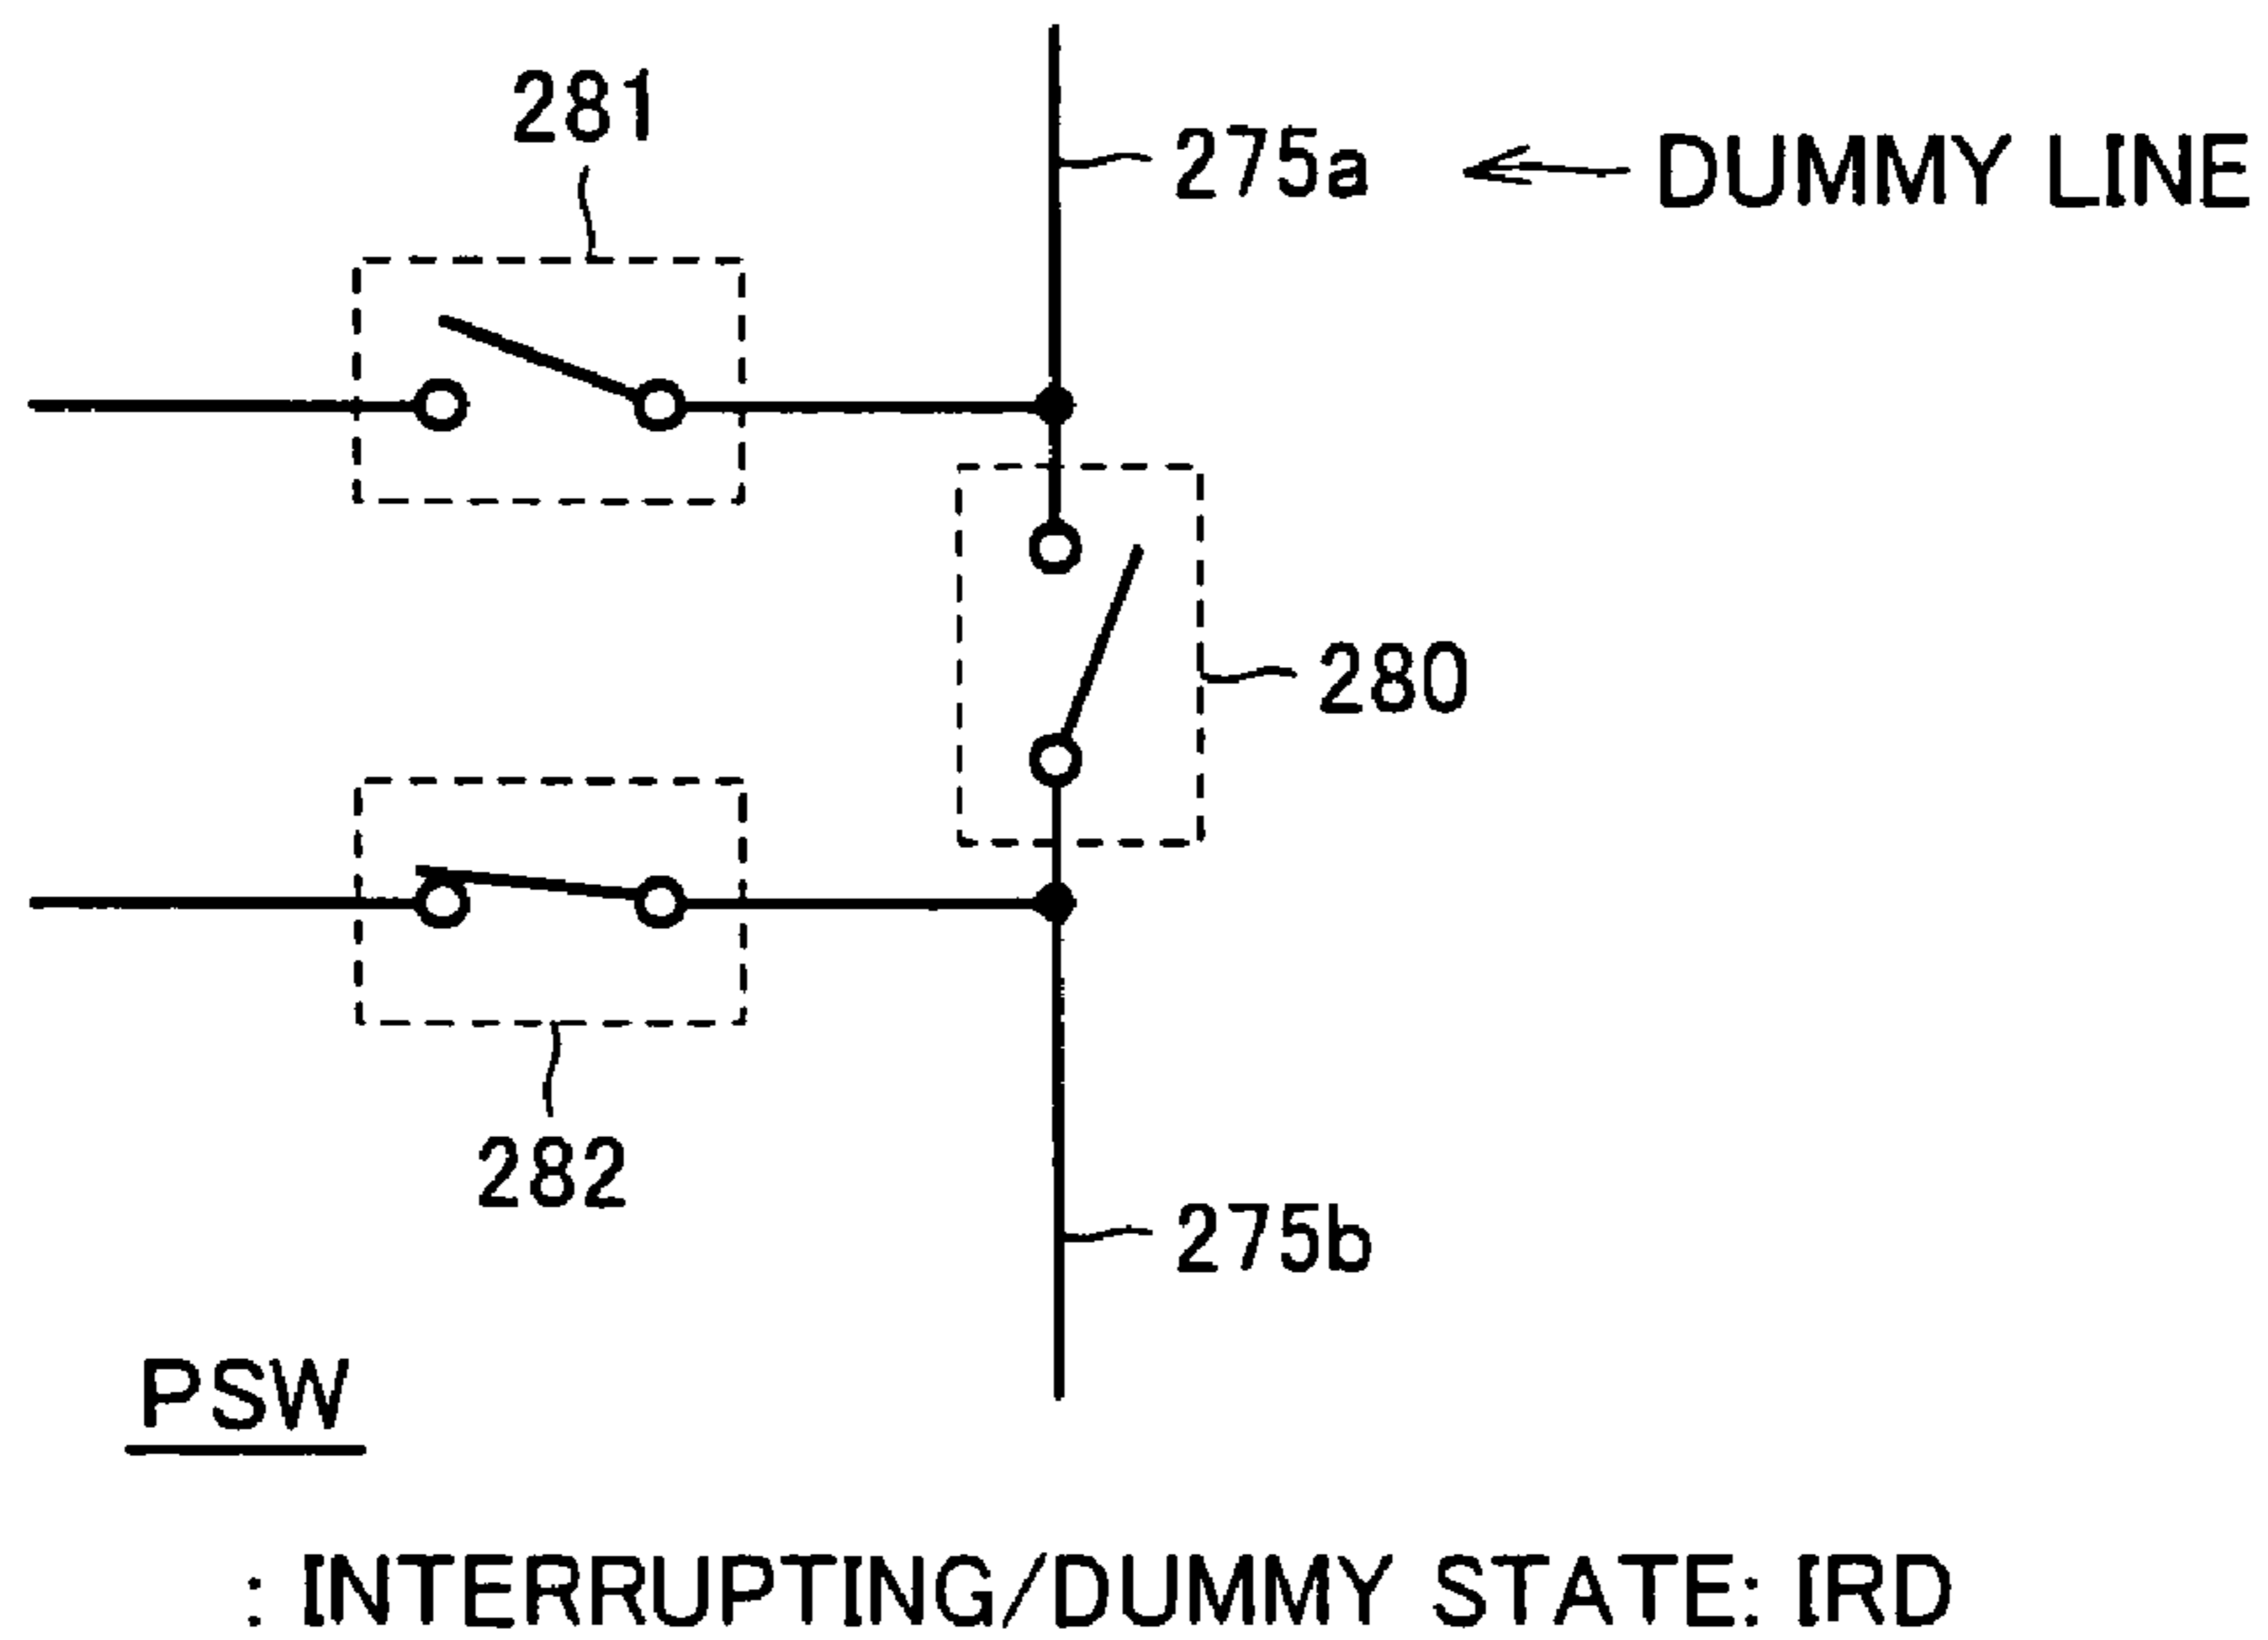 281
275a
DUMMY LINE
280
282
275b
PSW
: INTERRUPTING/DUMMY STATE: IRD